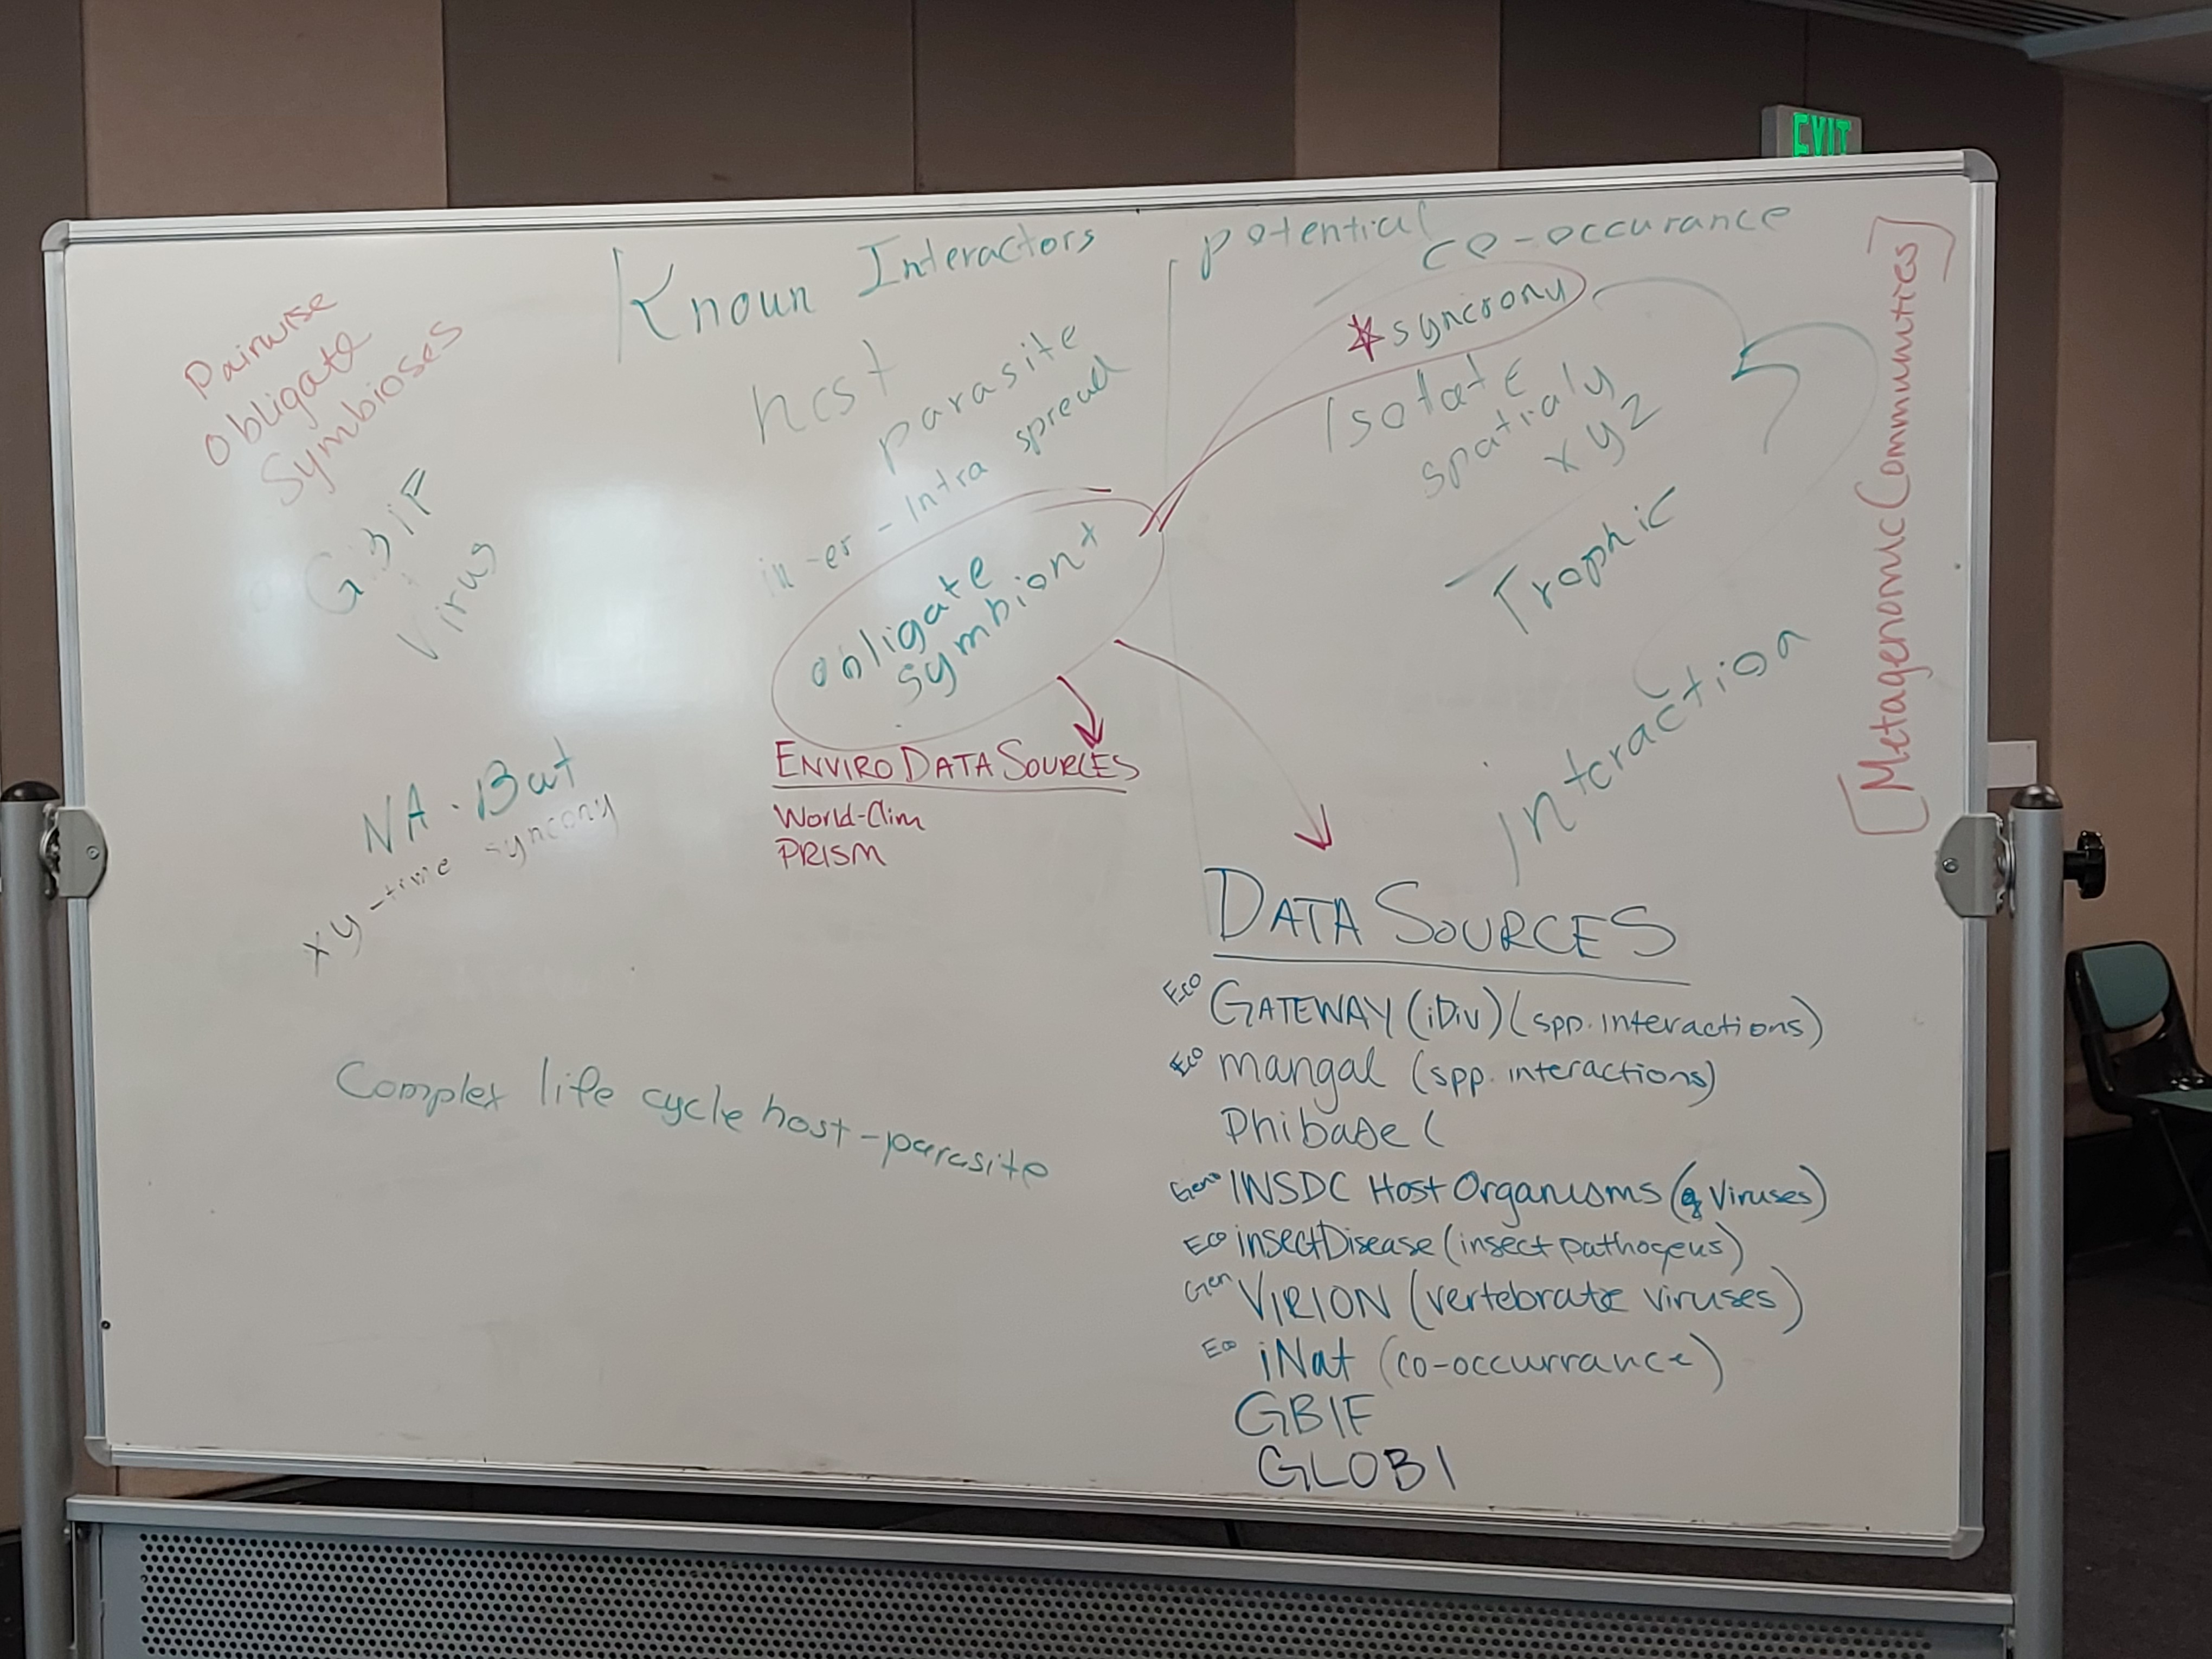 EXIT
Known Interactors
potential
co-occurance
Pairwise
obligate
Symbioses
GBIF
Virus
host
parasite
Intra spread
obligate
symbiont
*syncrony
Isolate
spatialy
xyz
Trophic
interaction
[Metagenomic Communities]
ENVIRO DATA SOURCES
World-Clim
PRISM
NA-Bat
xy-time syncony
Complex life cycle host-parasite
DATA SOURCES
Eco GATEWAY (iDiv) (spp. interactions)
Eco mangal (spp. interactions)
Phibase (
Geno INSDC Host Organisms (& Viruses)
Eco insectDisease (insect pathogens)
Gen VIRION (vertebrate viruses)
Eco iNat (co-occurrance)
GBIF
GLOBI